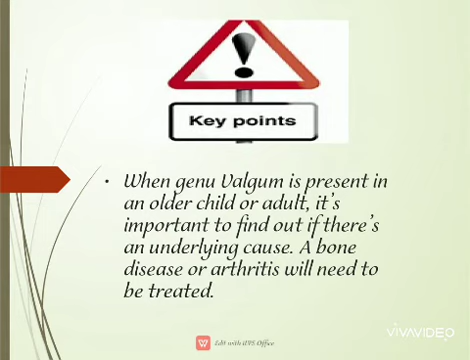 Key points
• When genu Valgum is present in
an older child or adult, it's
important to find out if there's
an underlying cause. A bone
disease or arthritis will need to
be treated.
Edit with WPS Office
VIVAVIDEO